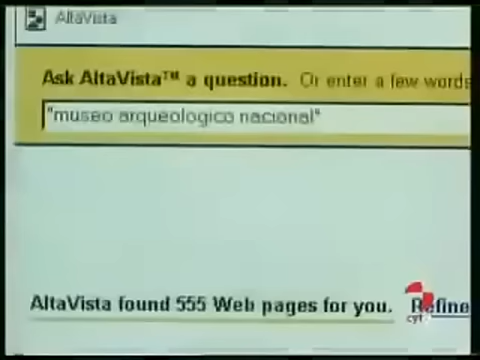 AltaVista
Ask AltaVista™ a question. Or enter a few words
"museo arqueologico nacional"
AltaVista found 555 Web pages for you. Refine
cyt